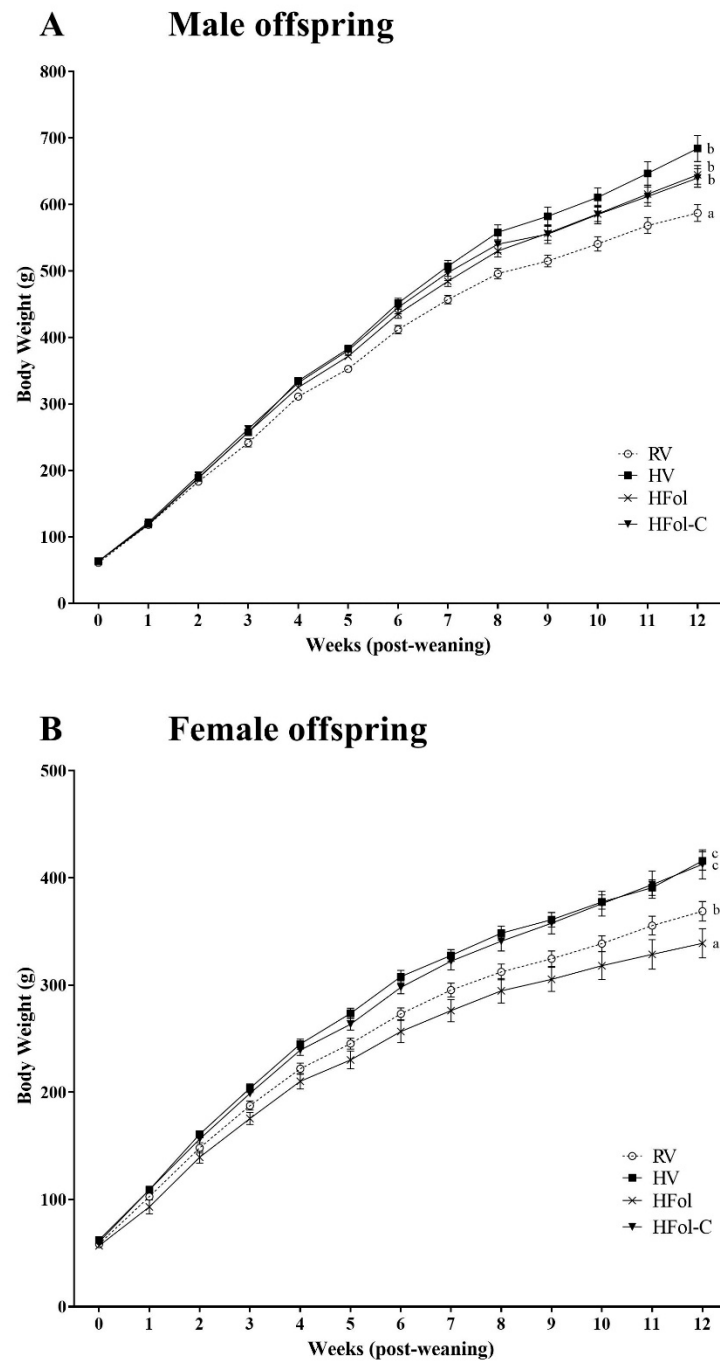 A Male offspring
800
700
600
500
400
300
200
100
0
Body Weight (g)
b
b
b
a
RV
HV
HFol
HFol-C
0 1 2 3 4 5 6 7 8 9 10 11 12
Weeks (post-weaning)
B Female offspring
500
400
300
200
100
0
Body Weight (g)
c
c
b
a
RV
HV
HFol
HFol-C
0 1 2 3 4 5 6 7 8 9 10 11 12
Weeks (post-weaning)